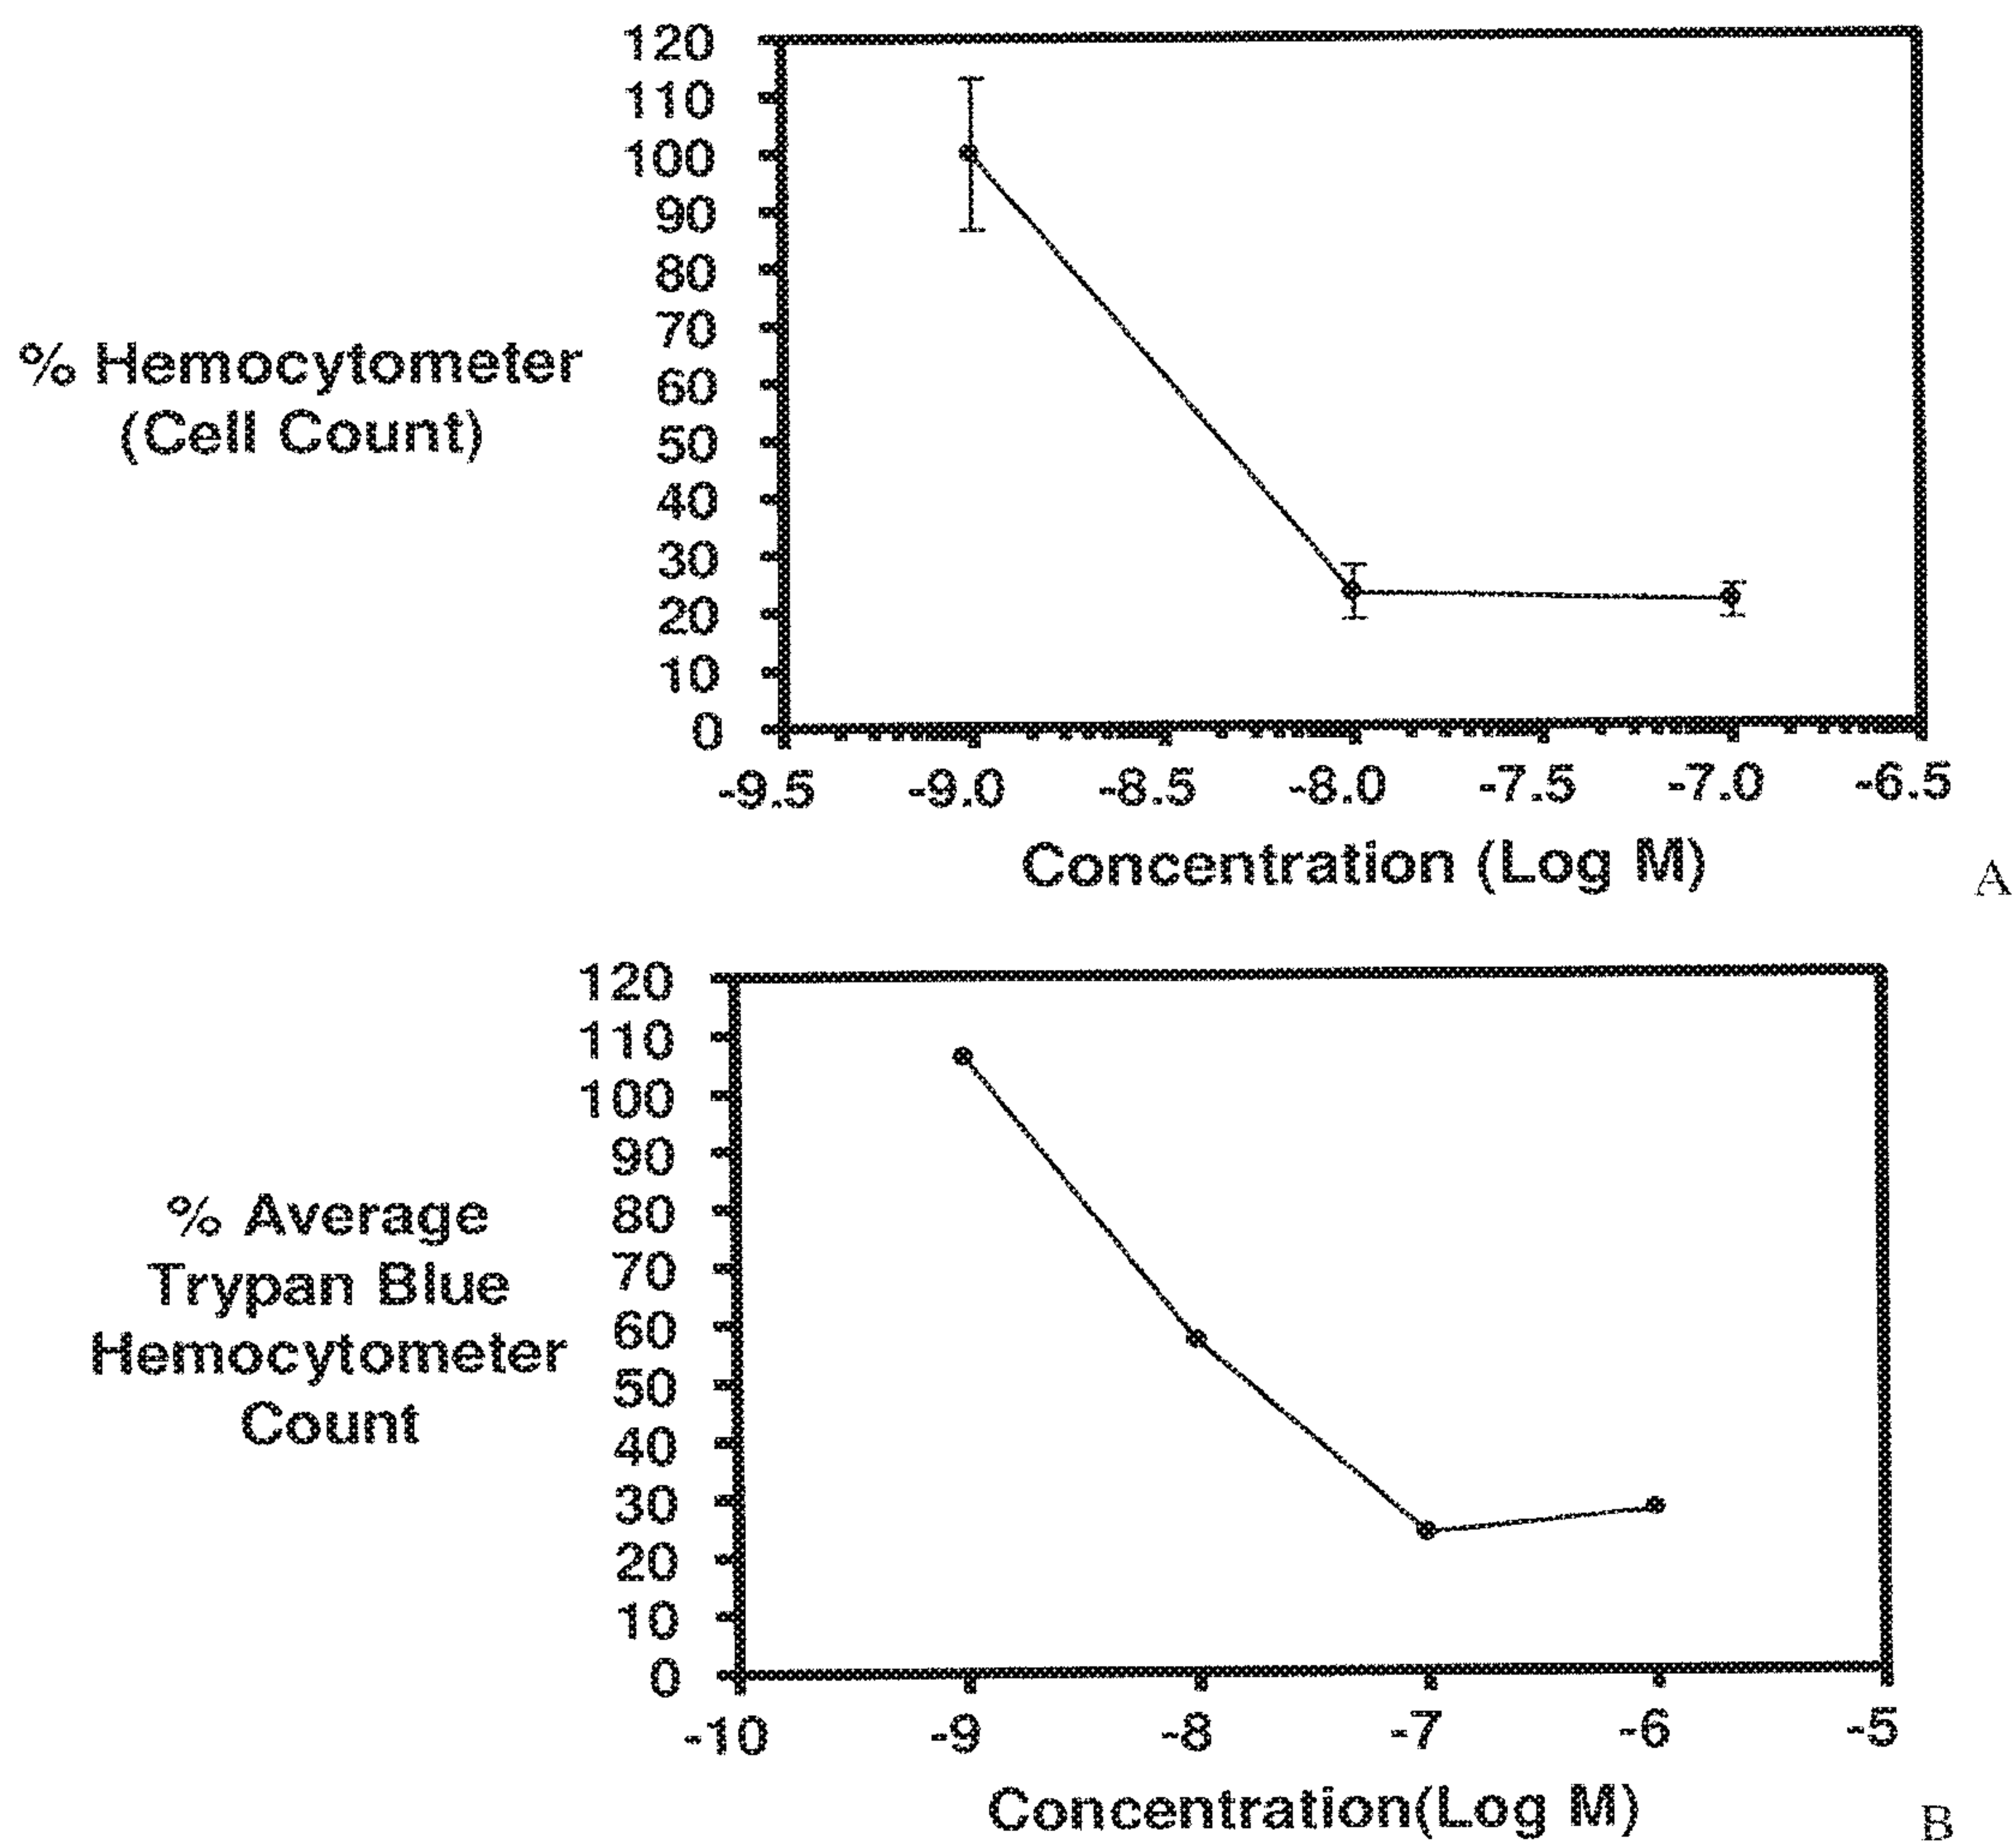 120
110
100
90
80
70
60
50
40
30
20
10
0
% Hemocytometer
(Cell Count)
-9.5 -9.0 -8.5 -8.0 -7.5 -7.0 -6.5
Concentration (Log M)
A
120
110
100
90
80
70
60
50
40
30
20
10
0
% Average
Trypan Blue
Hemocytometer
Count
-10 -9 -8 -7 -6 -5
Concentration(Log M)
B